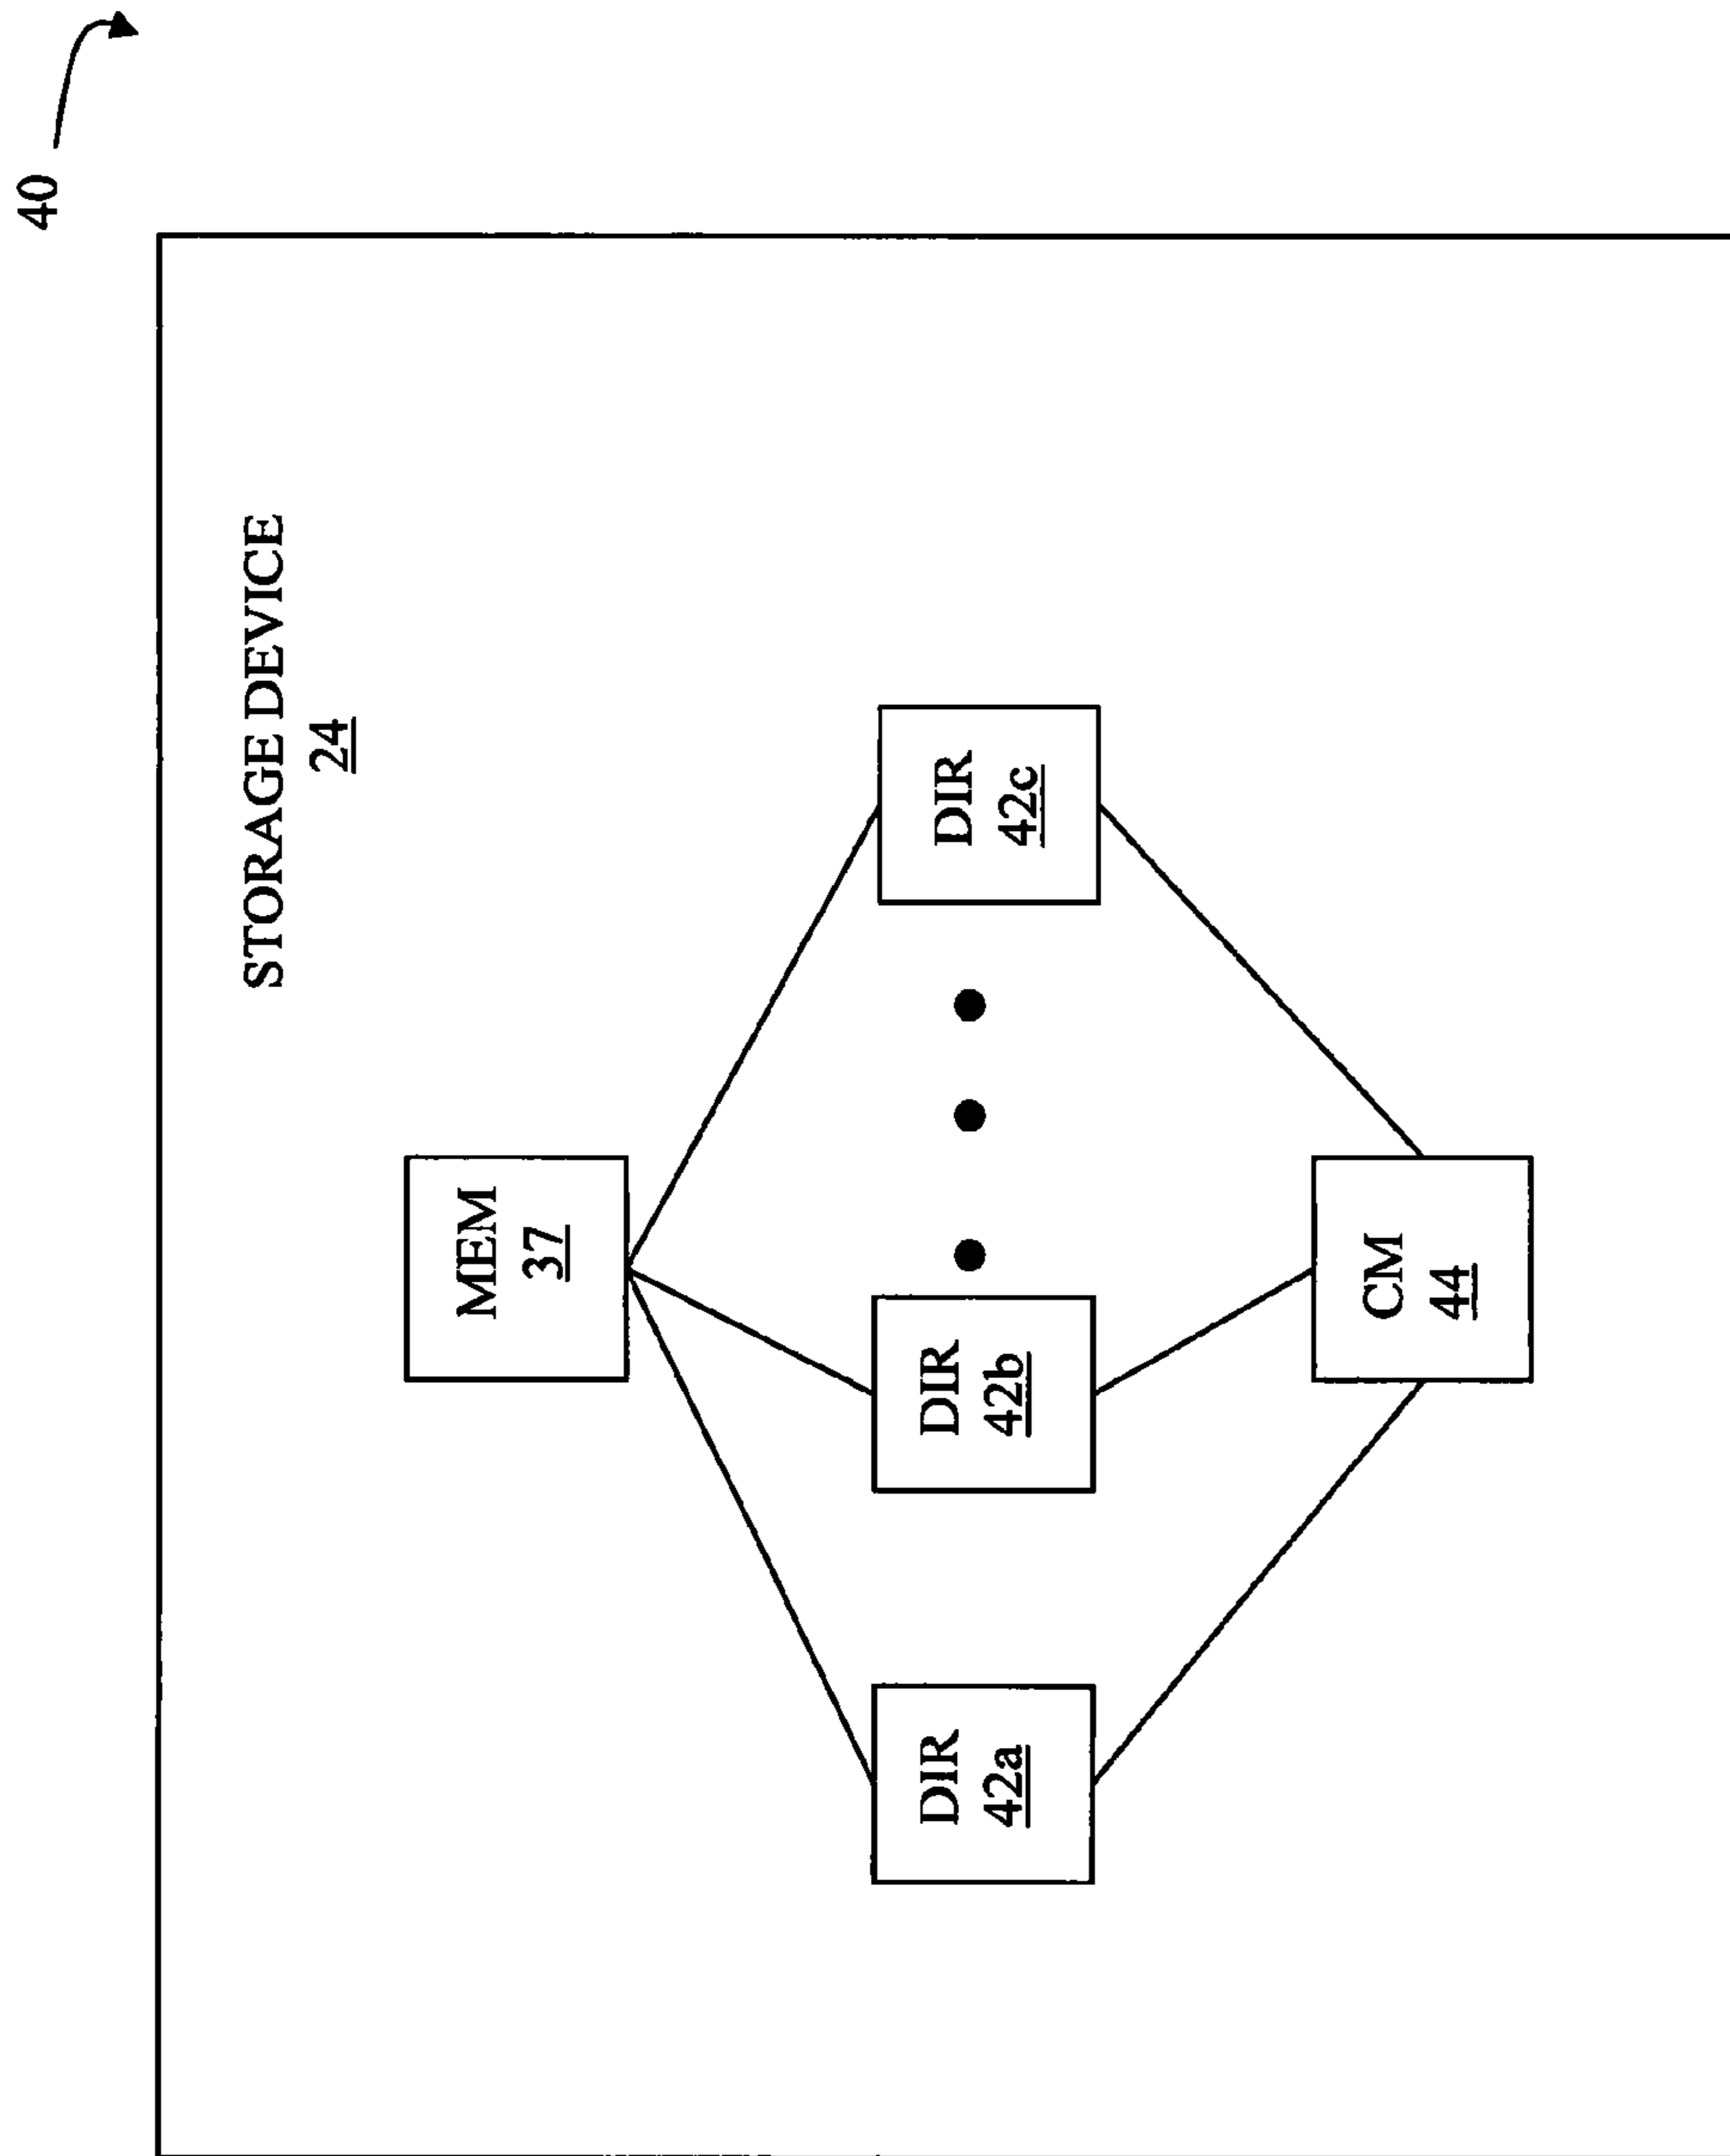 40
STORAGE DEVICE
24
MEM
37
DIR
42a
DIR
42b
DIR
42c
CM
44